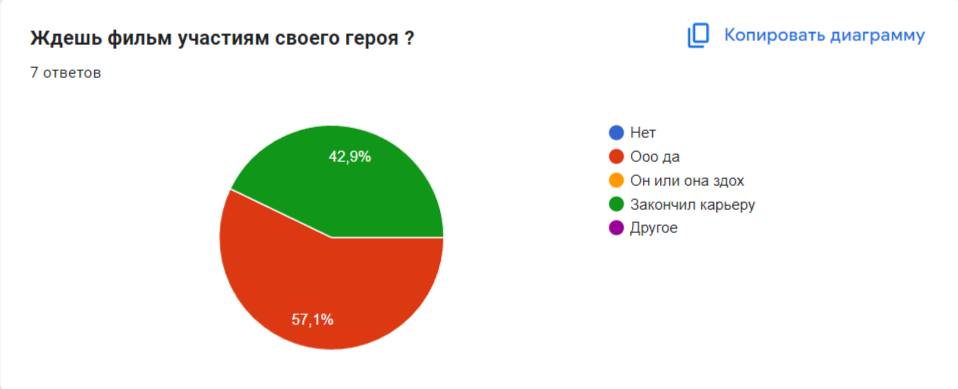 Ждешь фильм участиям своего героя ?
Копировать диаграмму
7 ответов
42,9%
57,1%
Нет
Ооо да
Он или она здох
Закончил карьеру
Другое